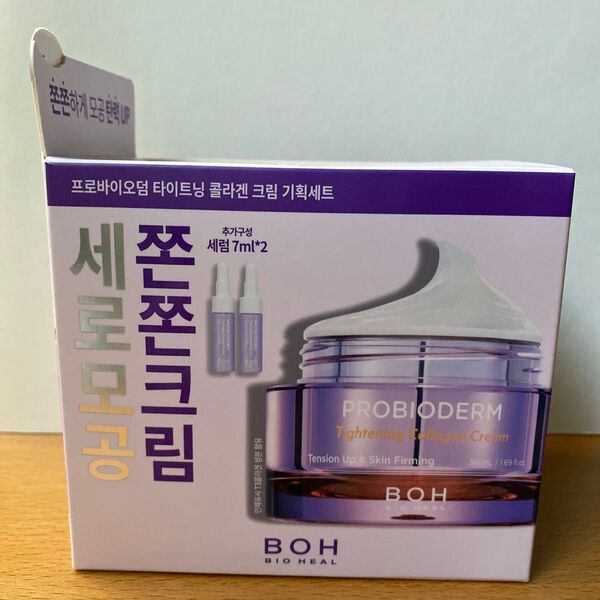 쫀쫀하게 모공 탄력 UP
프로바이오덤 타이트닝 콜라겐 크림 기획세트
추가구성
세럼 7ml*2
쫀쫀크림
세로모공
PROBIODERM
Tightening Collagen Cream
Tension Up & Skin Firming
50 mL / 1.69 fl.oz
BOH
BIO HEAL
BOH
BIO HEAL